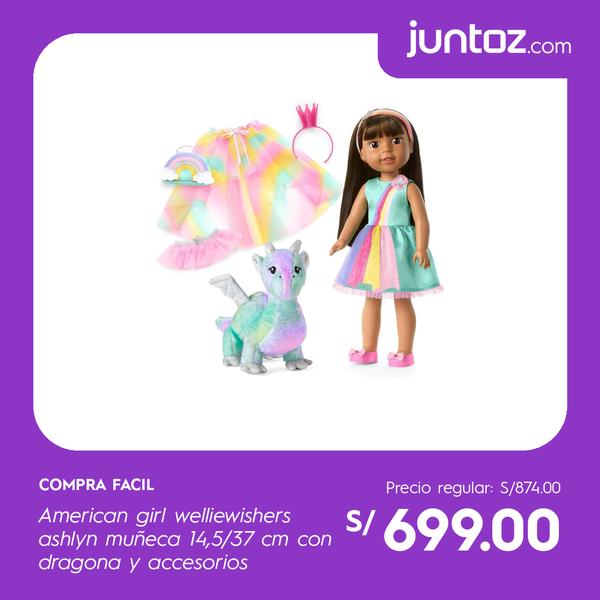 juntoz.com
COMPRA FACIL
American girl welliewishers
ashlyn muñeca 14,5/37 cm con
dragona y accesorios
Precio regular: S/874.00
S/ 699.00